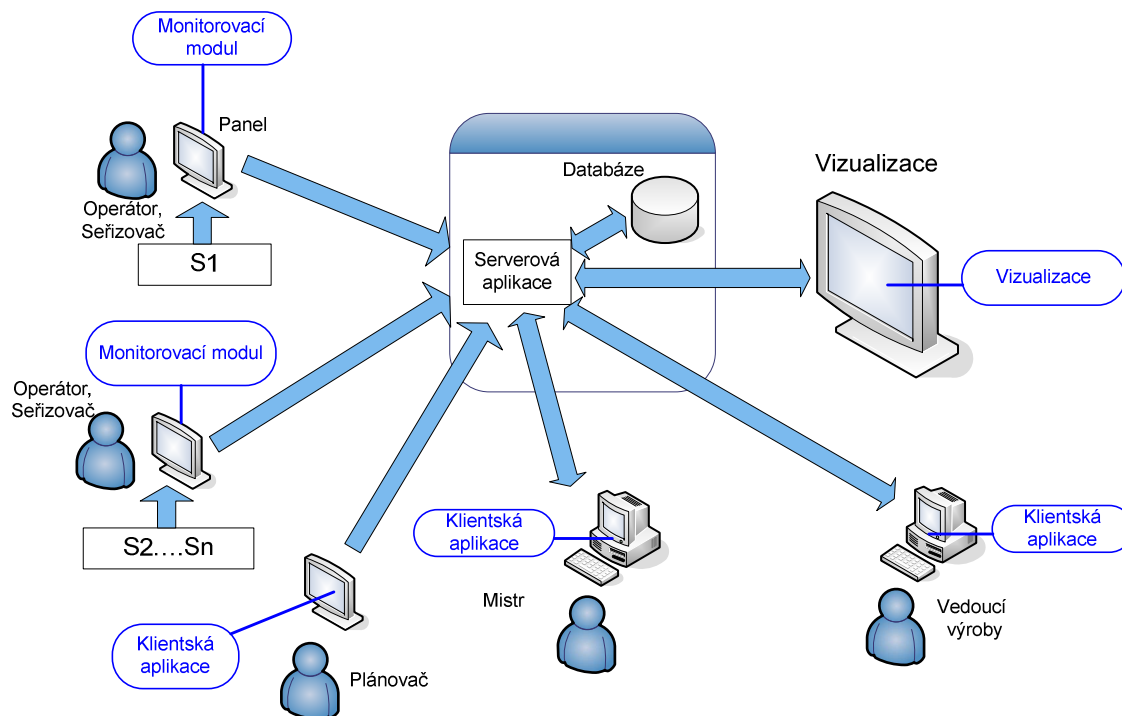 Monitorovací
modul
Panel
Operátor,
Seřizovač
S1
Databáze
Serverová
aplikace
Vizualizace
Vizualizace
Monitorovací modul
Operátor,
Seřizovač
S2....Sn
Klientská
aplikace
Plánovač
Klientská
aplikace
Mistr
Klientská
aplikace
Vedoucí
výroby